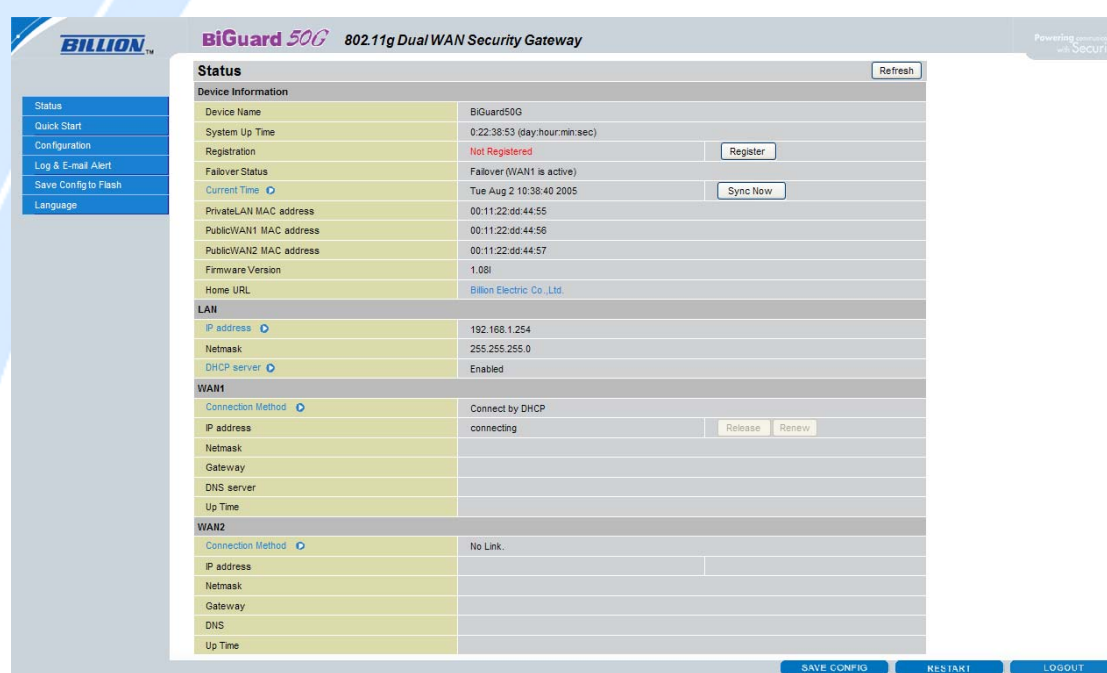 BILLION TM
BiGuard 50G 802.11g Dual WAN Security Gateway
Powering
with Securi
Status
Quick Start
Configuration
Log & E-mail Alert
Save Config to Flash
Language
Status Refresh
Device Information
Device Name BiGuard50G
System Up Time 0:22:38:53 (day:hour:min:sec)
Registration Not Registered Register
Failover Status Failover (WAN1 is active)
Current Time Tue Aug 2 10:38:40 2005 Sync Now
PrivateLAN MAC address 00:11:22:dd:44:55
PublicWAN1 MAC address 00:11:22:dd:44:56
PublicWAN2 MAC address 00:11:22:dd:44:57
Firmware Version 1.08l
Home URL Billion Electric Co.,Ltd.
LAN
IP address 192.168.1.254
Netmask 255.255.255.0
DHCP server Enabled
WAN1
Connection Method Connect by DHCP
IP address connecting Release Renew
Netmask
Gateway
DNS server
Up Time
WAN2
Connection Method No Link.
IP address
Netmask
Gateway
DNS
Up Time
SAVE CONFIG RESTART LOGOUT